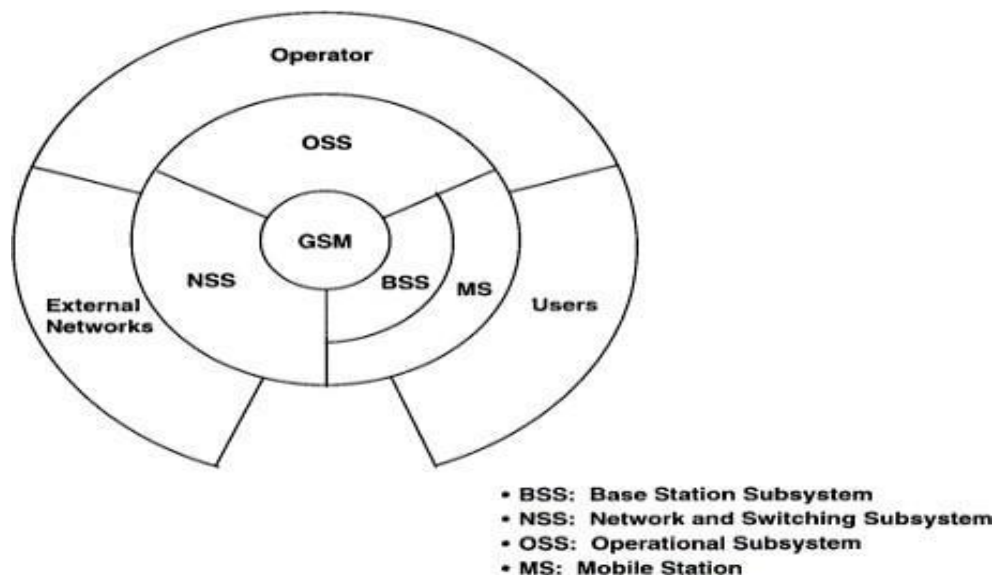 Operator
OSS
GSM
NSS
BSS
MS
External
Networks
Users
• BSS: Base Station Subsystem
• NSS: Network and Switching Subsystem
• OSS: Operational Subsystem
• MS: Mobile Station